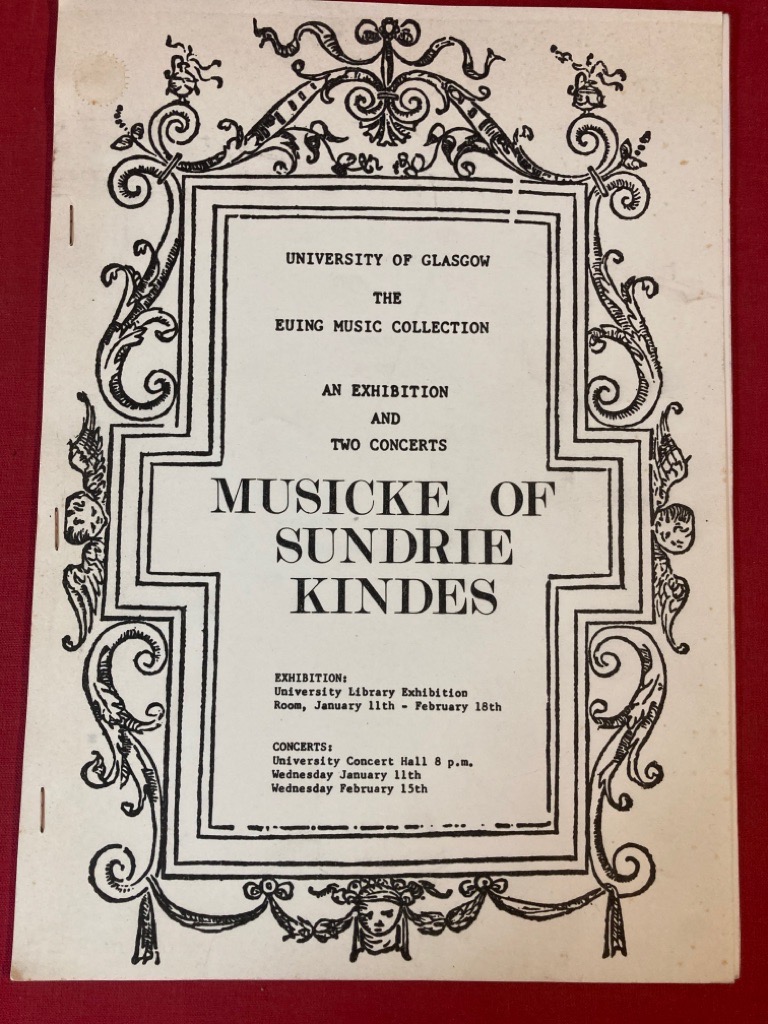 UNIVERSITY OF GLASGOW
THE
EUING MUSIC COLLECTION
AN EXHIBITION
AND
TWO CONCERTS
MUSICKE OF
SUNDRIE
KINDES
EXHIBITION:
University Library Exhibition
Room, January 11th - February 18th
CONCERTS:
University Concert Hall 8 p.m.
Wednesday January 11th
Wednesday February 15th